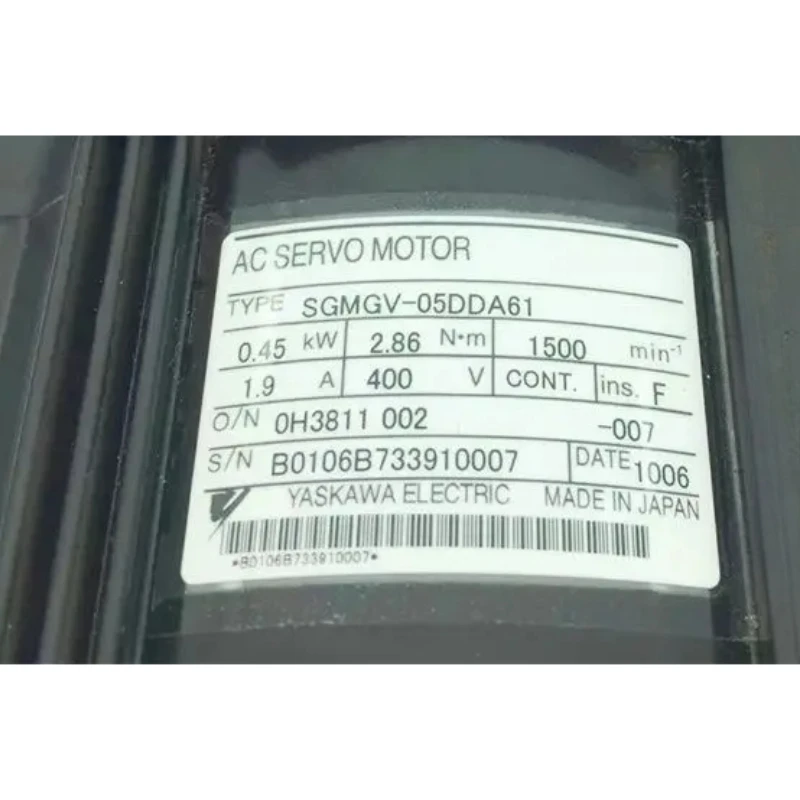 AC SERVO MOTOR
TYPE SGMGV-05DDA61
0.45 kW 2.86 N·m 1500 min-1
1.9 A 400 V CONT. ins. F
O/N 0H3811 002 -007
S/N B0106B733910007 DATE 1006
YASKAWA ELECTRIC MADE IN JAPAN
*B0106B733910007*